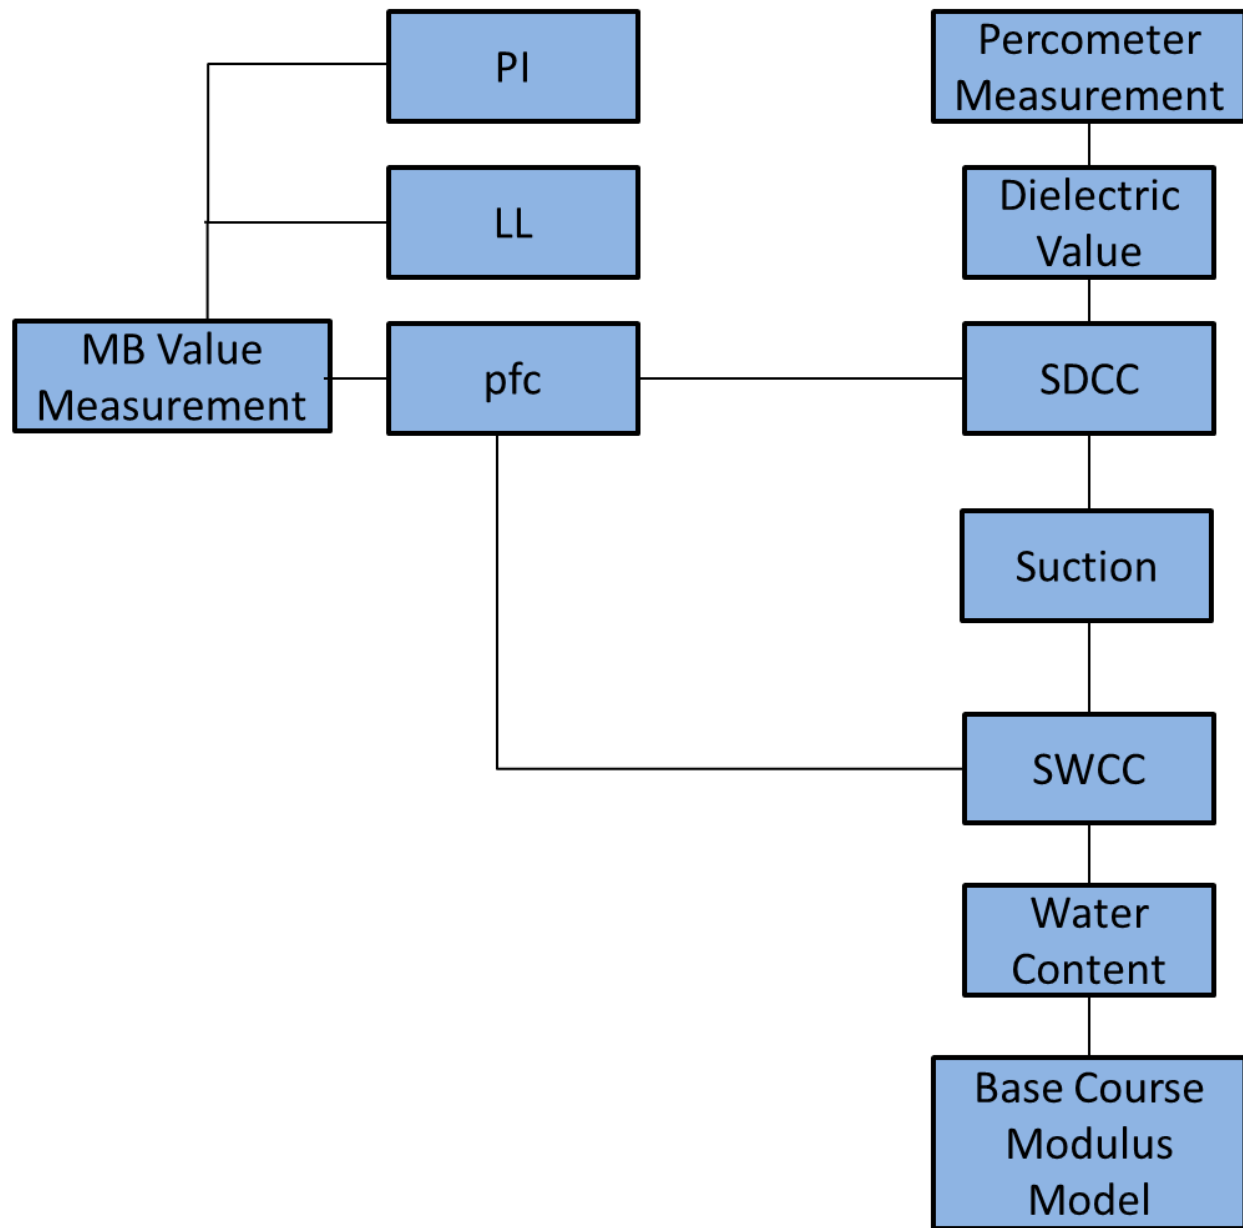 PI
Percometer
Measurement
LL
Dielectric
Value
MB Value
Measurement
pfc
SDCC
Suction
SWCC
Water
Content
Base Course
Modulus
Model